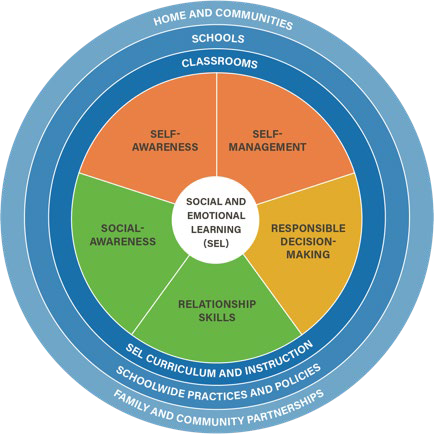 HOME AND COMMUNITIES
SCHOOLS
CLASSROOMS
SELF-
AWARENESS
SELF-
MANAGEMENT
SOCIAL AND
EMOTIONAL
LEARNING
(SEL)
SOCIAL-
AWARENESS
RESPONSIBLE
DECISION-
MAKING
RELATIONSHIP
SKILLS
SEL CURRICULUM AND INSTRUCTION
SCHOOLWIDE PRACTICES AND POLICIES
FAMILY AND COMMUNITY PARTNERSHIPS